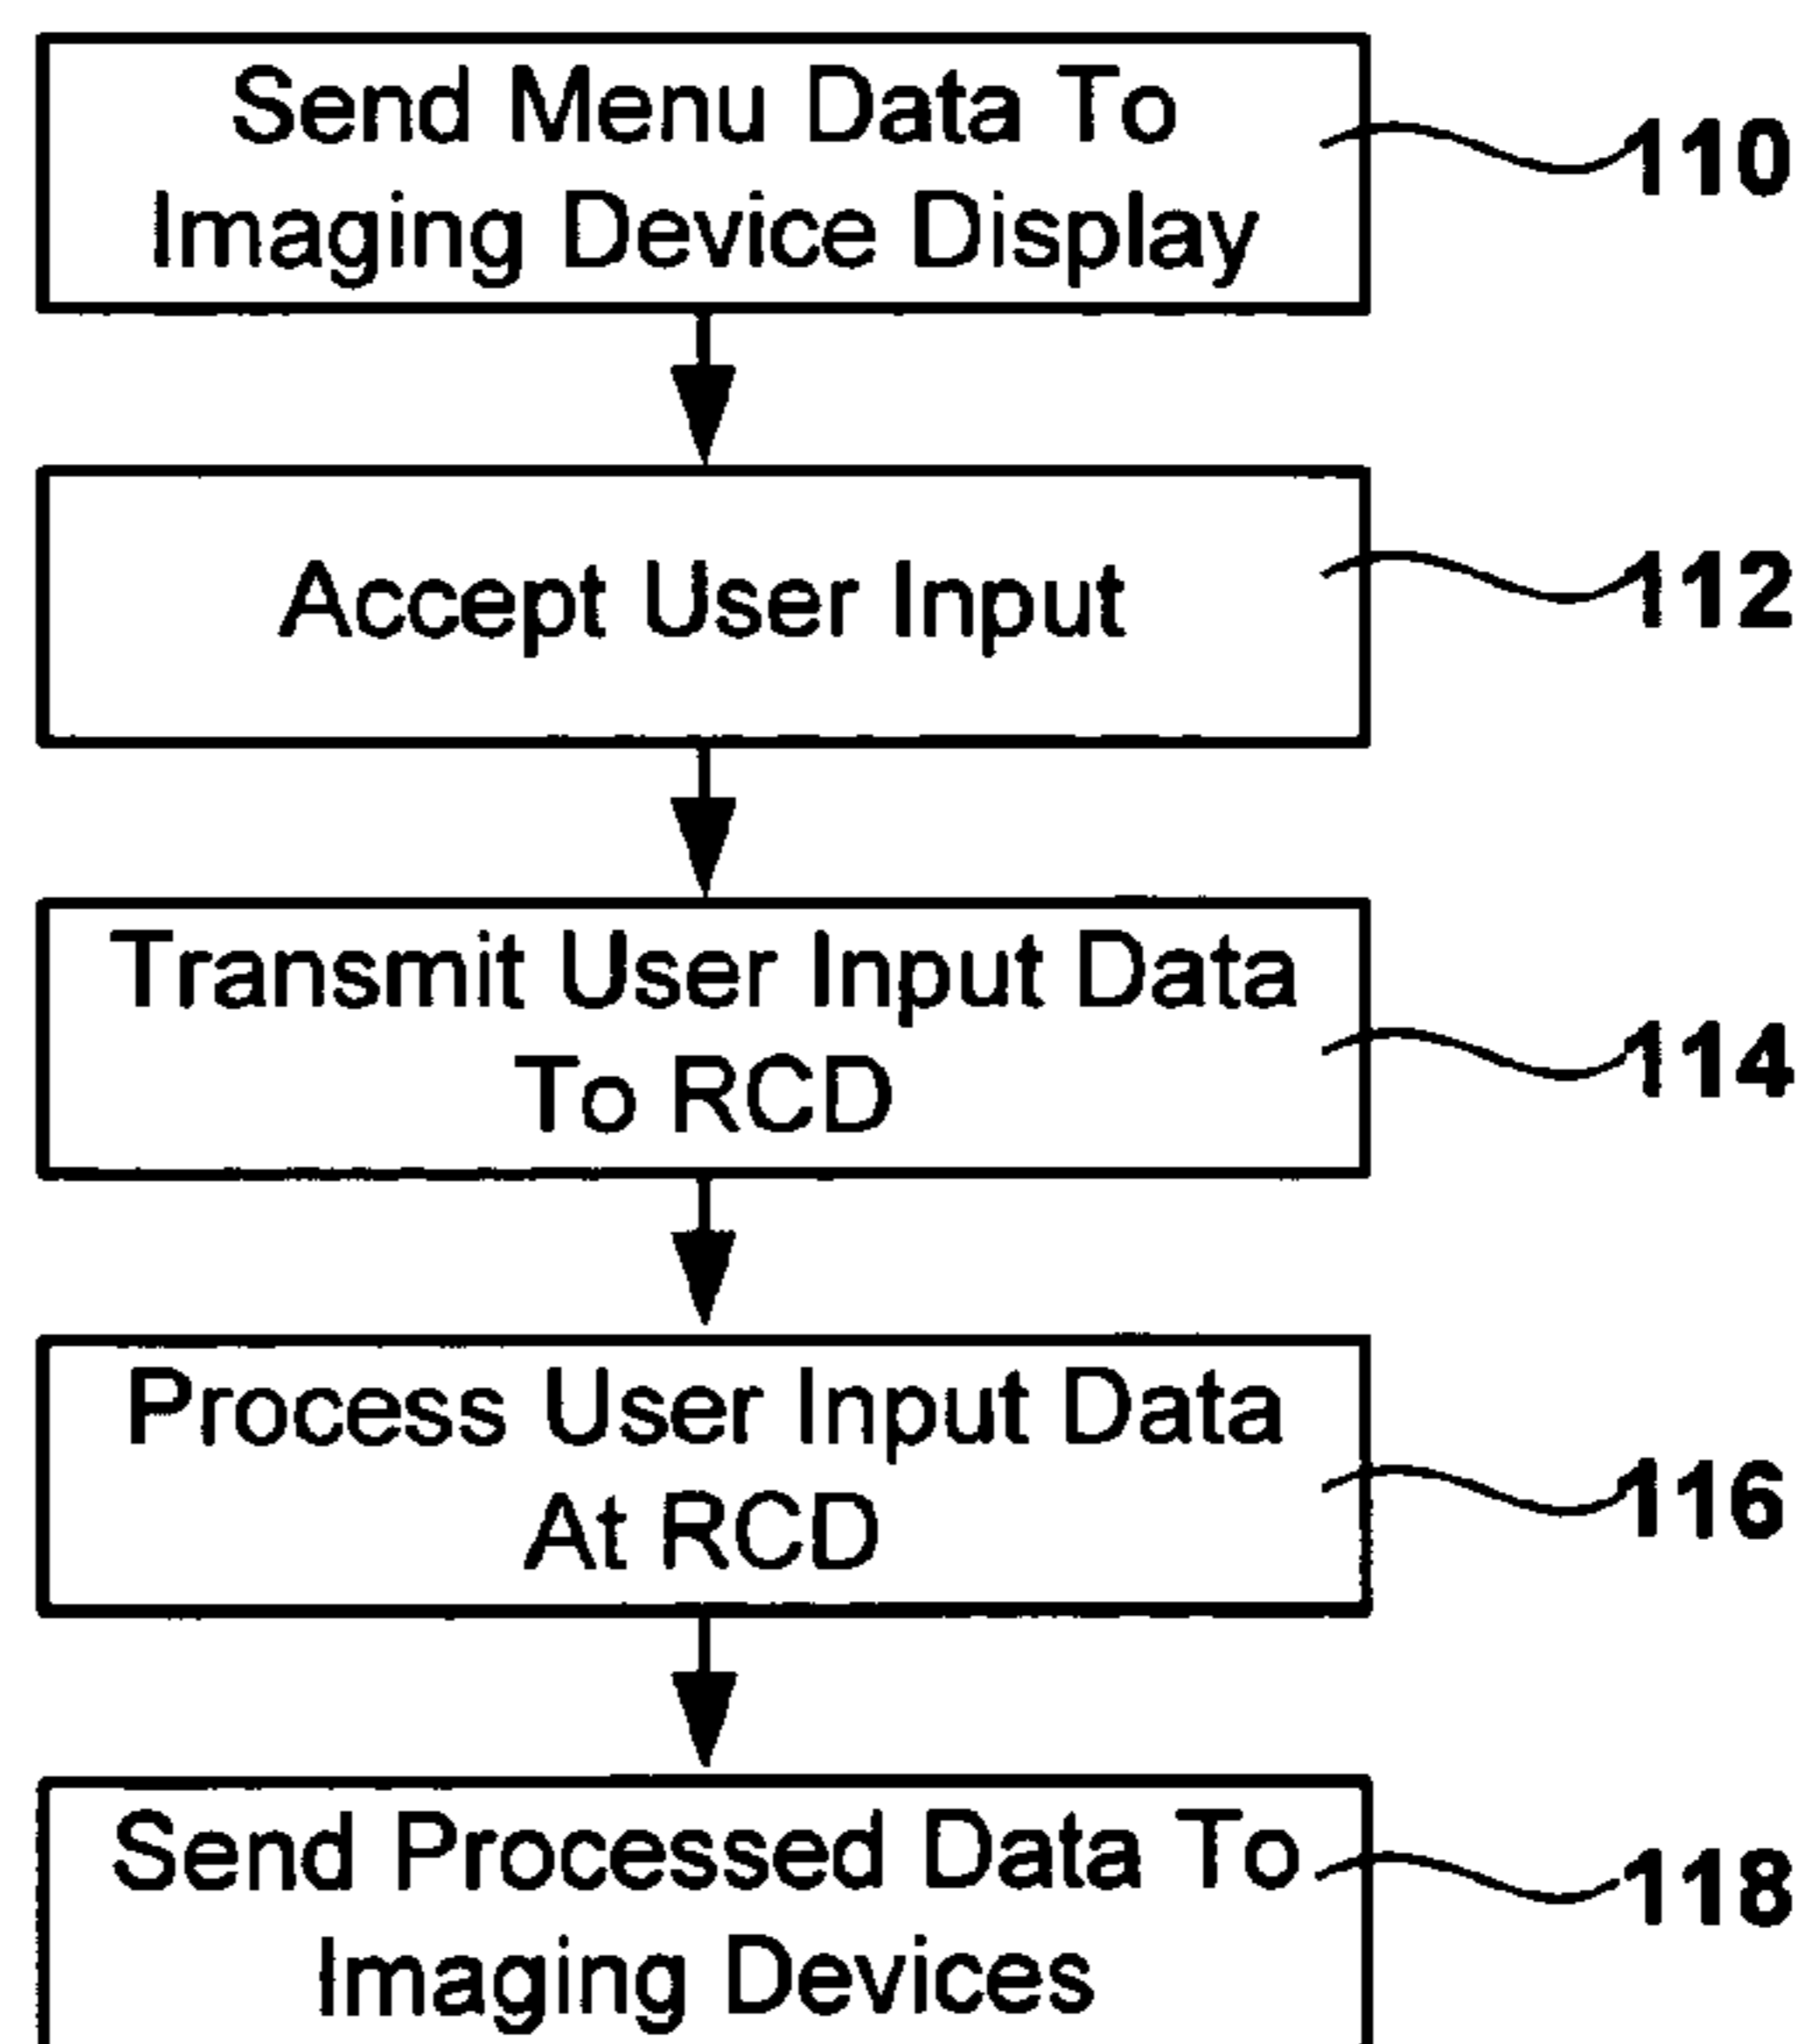 Send Menu Data To
Imaging Device Display
110
Accept User Input
112
Transmit User Input Data
To RCD
114
Process User Input Data
At RCD
116
Send Processed Data To
Imaging Devices
118